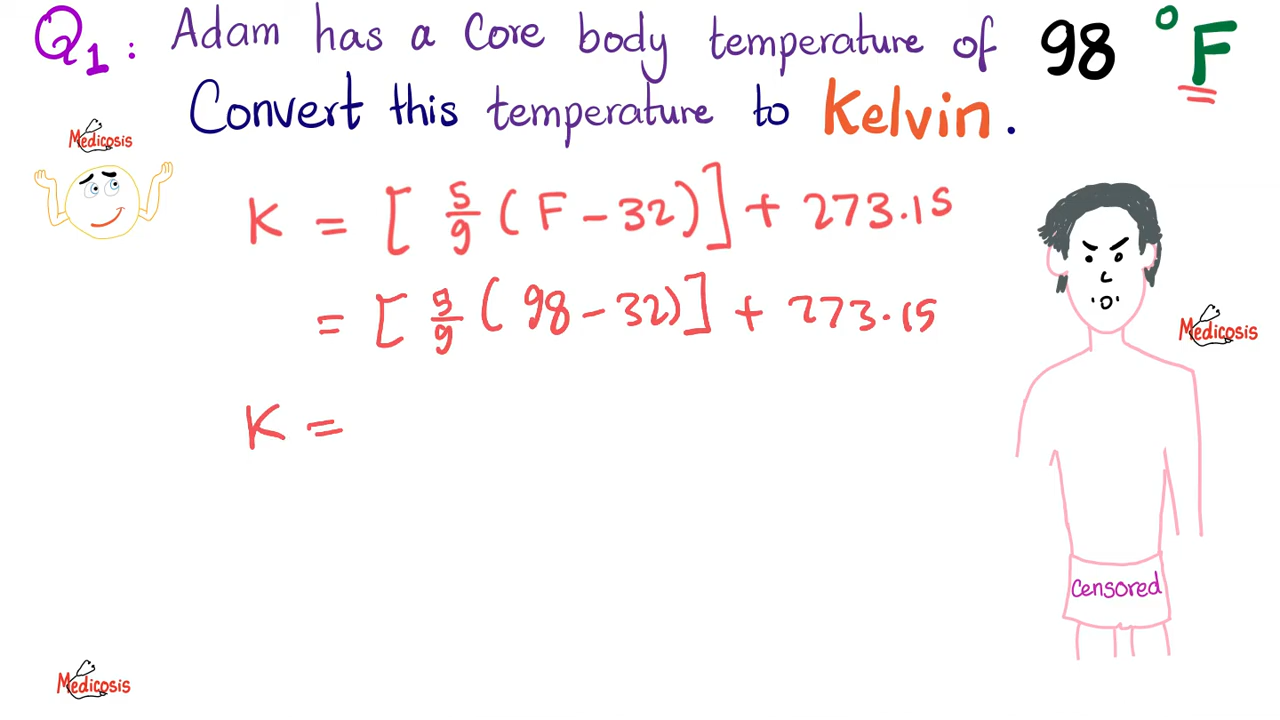 Q1: Adam has a core body temperature of 98 °F
Convert this temperature to Kelvin.
Medicosis
K = [ 5/9 ( F - 32 ) ] + 273.15
= [ 5/9 ( 98 - 32 ) ] + 273.15
Medicosis
K =
Censored
Medicosis